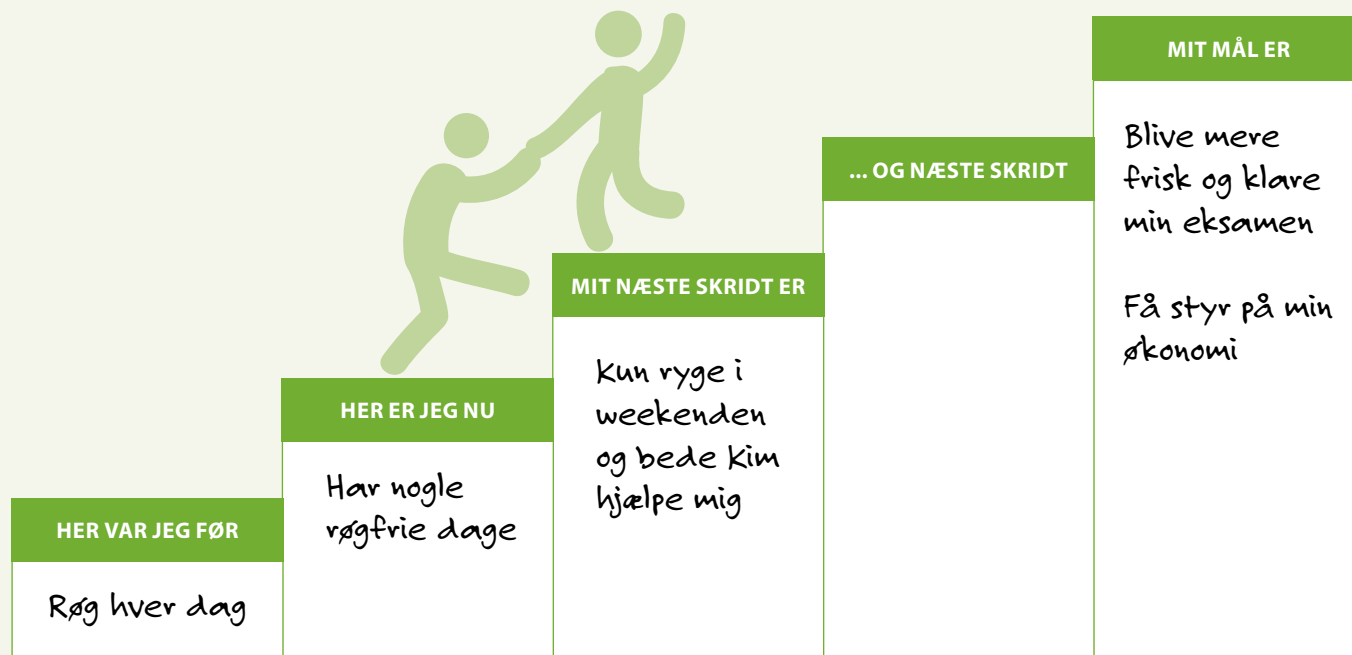 HER VAR JEG FØR
Røg hver dag
HER ER JEG NU
Har nogle
røgfrie dage
MIT NÆSTE SKRIDT ER
Kun ryge i
weekenden
og bede Kim
hjælpe mig
... OG NÆSTE SKRIDT
MIT MÅL ER
Blive mere
frisk og klare
min eksamen
Få styr på min
økonomi